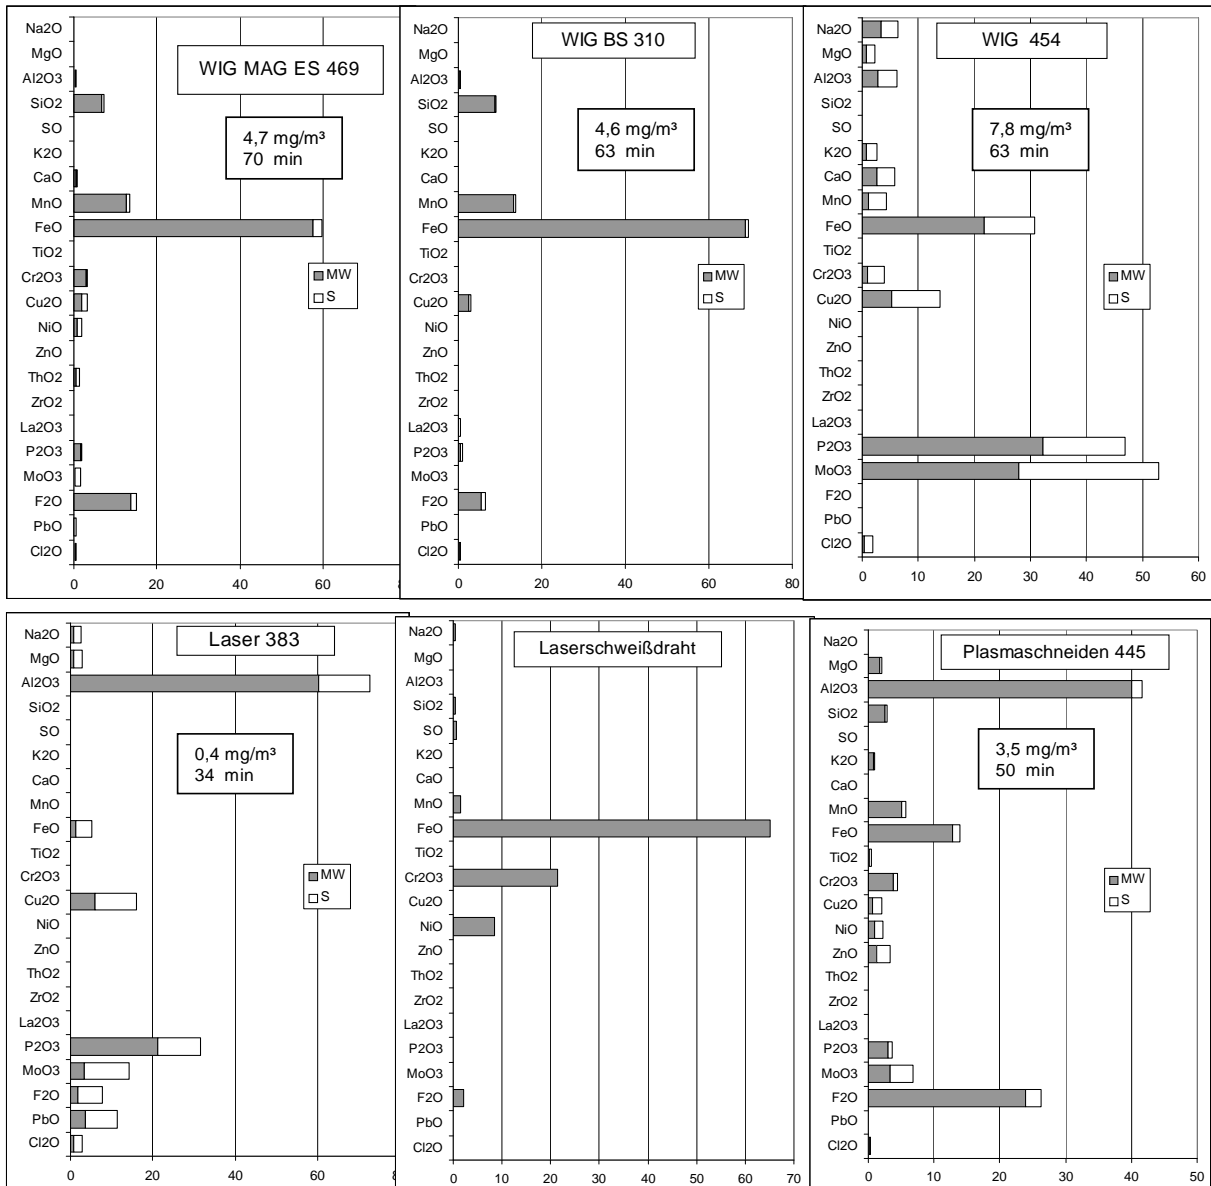 WIG MAG ES 469
4,7 mg/m³
70 min
Na2O
MgO
Al2O3
SiO2
SO
K2O
CaO
MnO
FeO
TiO2
Cr2O3
Cu2O
NiO
ZnO
ThO2
ZrO2
La2O3
P2O3
MoO3
F2O
PbO
Cl2O
MW
S
0 20 40 60
WIG BS 310
4,6 mg/m³
63 min
Na2O
MgO
Al2O3
SiO2
SO
K2O
CaO
MnO
FeO
TiO2
Cr2O3
Cu2O
NiO
ZnO
ThO2
ZrO2
La2O3
P2O3
MoO3
F2O
PbO
Cl2O
MW
S
0 20 40 60 80
WIG 454
7,8 mg/m³
63 min
Na2O
MgO
Al2O3
SiO2
SO
K2O
CaO
MnO
FeO
TiO2
Cr2O3
Cu2O
NiO
ZnO
ThO2
ZrO2
La2O3
P2O3
MoO3
F2O
PbO
Cl2O
MW
S
0 10 20 30 40 50 60
Laser 383
0,4 mg/m³
34 min
Na2O
MgO
Al2O3
SiO2
SO
K2O
CaO
MnO
FeO
TiO2
Cr2O3
Cu2O
NiO
ZnO
ThO2
ZrO2
La2O3
P2O3
MoO3
F2O
PbO
Cl2O
MW
S
0 20 40 60
Laserschweißdraht
Na2O
MgO
Al2O3
SiO2
SO
K2O
CaO
MnO
FeO
TiO2
Cr2O3
Cu2O
NiO
ZnO
ThO2
ZrO2
La2O3
P2O3
MoO3
F2O
PbO
Cl2O
0 10 20 30 40 50 60 70
Plasmaschneiden 445
3,5 mg/m³
50 min
Na2O
MgO
Al2O3
SiO2
SO
K2O
CaO
MnO
FeO
TiO2
Cr2O3
Cu2O
NiO
ZnO
ThO2
ZrO2
La2O3
P2O3
MoO3
F2O
PbO
Cl2O
MW
S
0 10 20 30 40 50